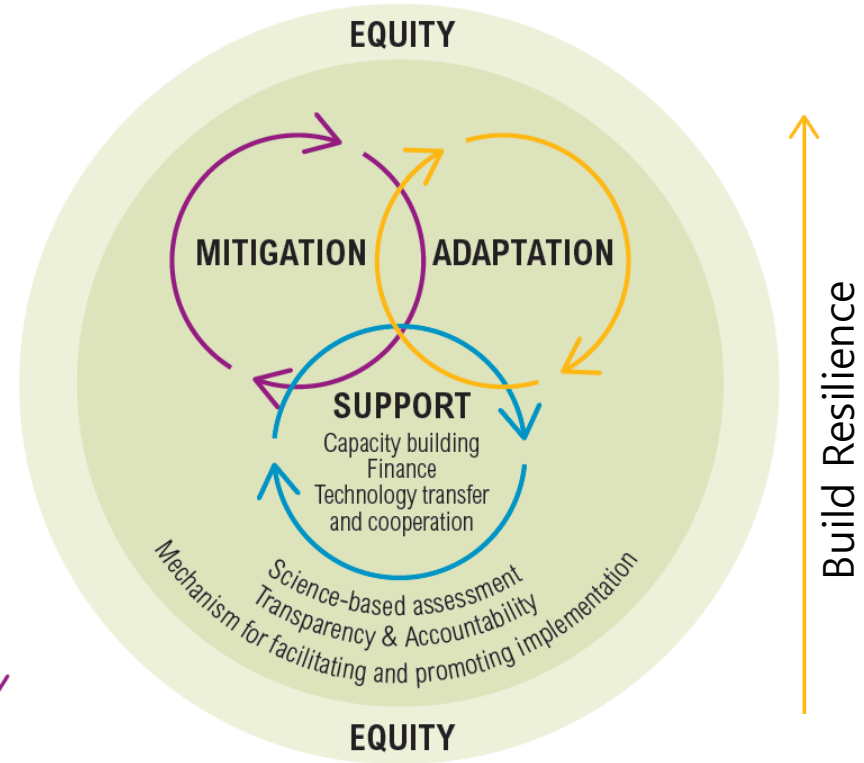 EQUITY
MITIGATION
ADAPTATION
SUPPORT
Capacity building
Finance
Technology transfer
and cooperation
Science-based assessment
Transparency & Accountability
Mechanism for facilitating and promoting implementation
EQUITY
Build Resilience